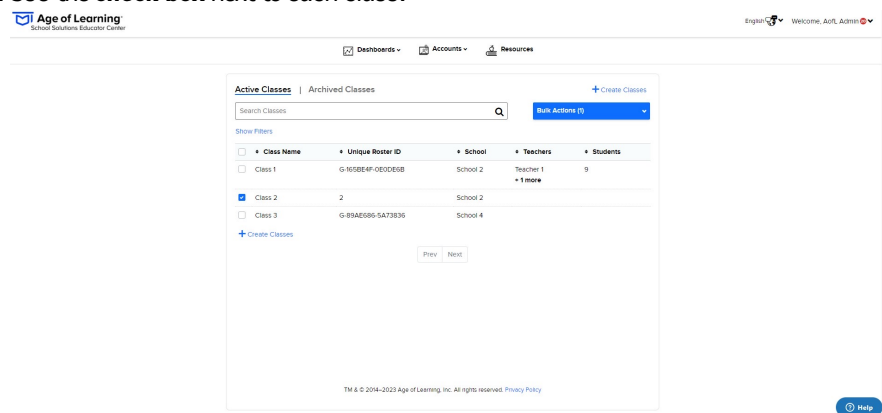 Age of Learning
School Solutions Educator Center
English
Welcome, AofL Admin
Dashboards
Accounts
Resources
Active Classes | Archived Classes
+ Create Classes
Search Classes
Bulk Actions (1)
Show Filters
Class Name Unique Roster ID School Teachers Students
Class 1 G-165BE4F-0E0DE6B School 2 Teacher 1 9
+ 1 more
Class 2 2 School 2
Class 3 G-89AE686-5A73836 School 4
+ Create Classes
Prev Next
TM & © 2014–2023 Age of Learning, Inc. All rights reserved. Privacy Policy
Help